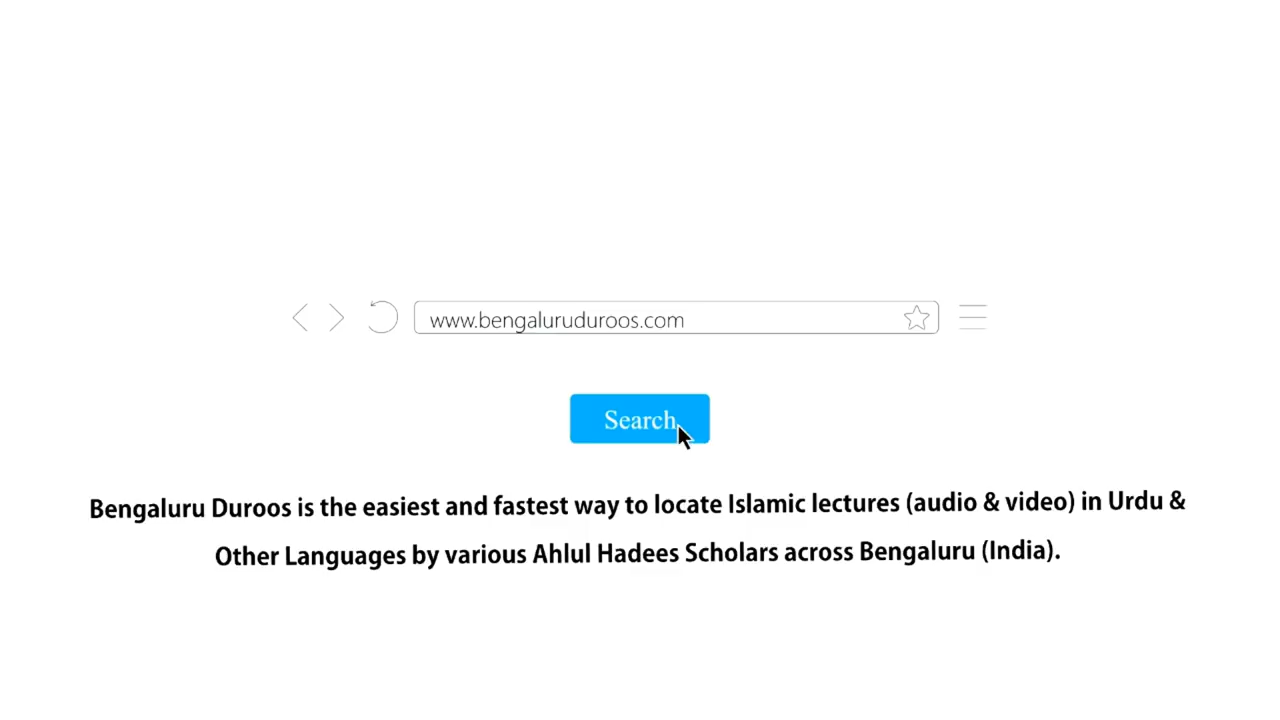 www.bengaluruduroos.com
Search
Bengaluru Duroos is the easiest and fastest way to locate Islamic lectures (audio & video) in Urdu &
Other Languages by various Ahlul Hadees Scholars across Bengaluru (India).